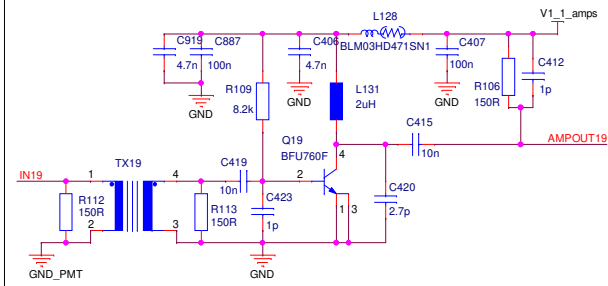 V1_1_amps
L128
BLM03HD471SN1
C919
4.7n
C887
100n
C406
4.7n
C407
100n
C412
1p
R106
150R
GND
GND
GND
R109
8.2k
L131
2uH
C415
10n
AMPOUT19
Q19
BFU760F
4
2
1
3
IN19
TX19
1
4
2
3
C419
10n
R112
150R
R113
150R
C423
1p
C420
2.7p
GND_PMT
GND